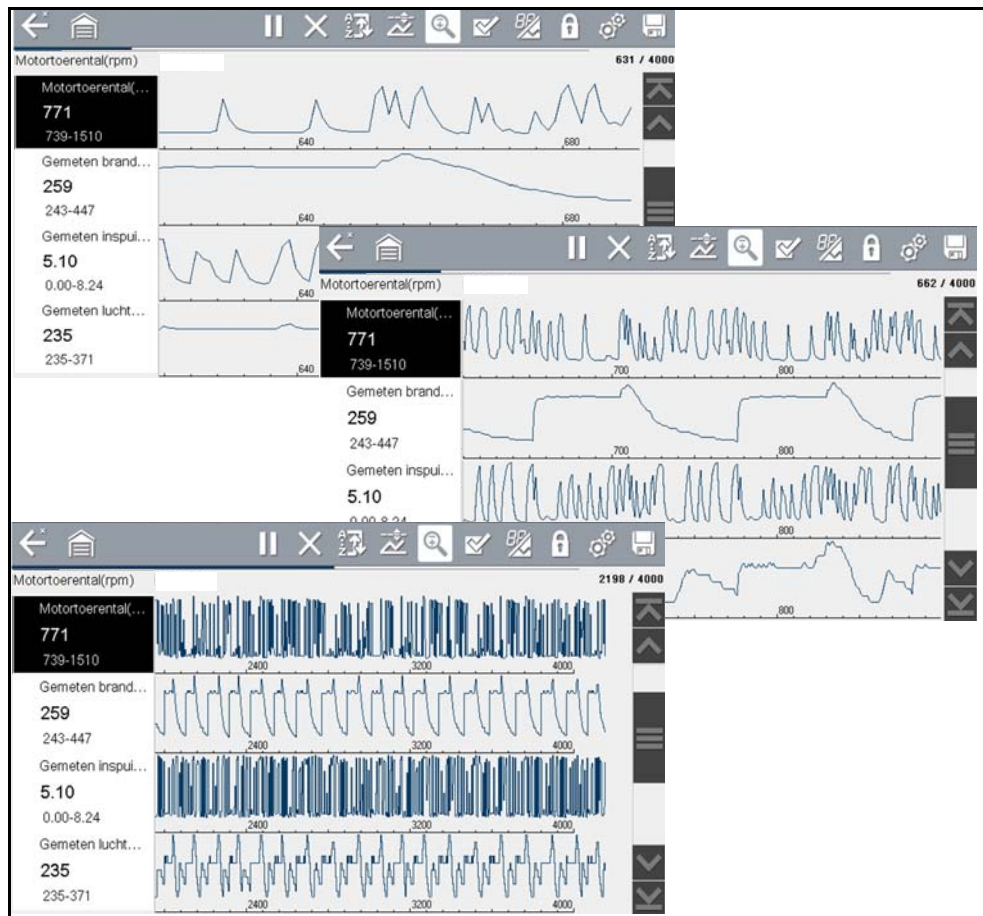 Motortoerental(rpm)
631 / 4000
Motortoerental(...
771
739-1510
640
680
Gemeten brand...
259
243-447
640
680
Gemeten inspui...
5.10
0.00-8.24
640
Gemeten lucht...
235
235-371
640
Motortoerental(rpm)
662 / 4000
Motortoerental(...
771
739-1510
700
800
Gemeten brand...
259
243-447
700
800
Gemeten inspui...
5.10
0.00-8.24
800
800
Motortoerental(rpm)
2198 / 4000
Motortoerental(...
771
739-1510
2400
3200
4000
Gemeten brand...
259
243-447
2400
3200
4000
Gemeten inspui...
5.10
0.00-8.24
2400
3200
4000
Gemeten lucht...
235
235-371
2400
3200
4000